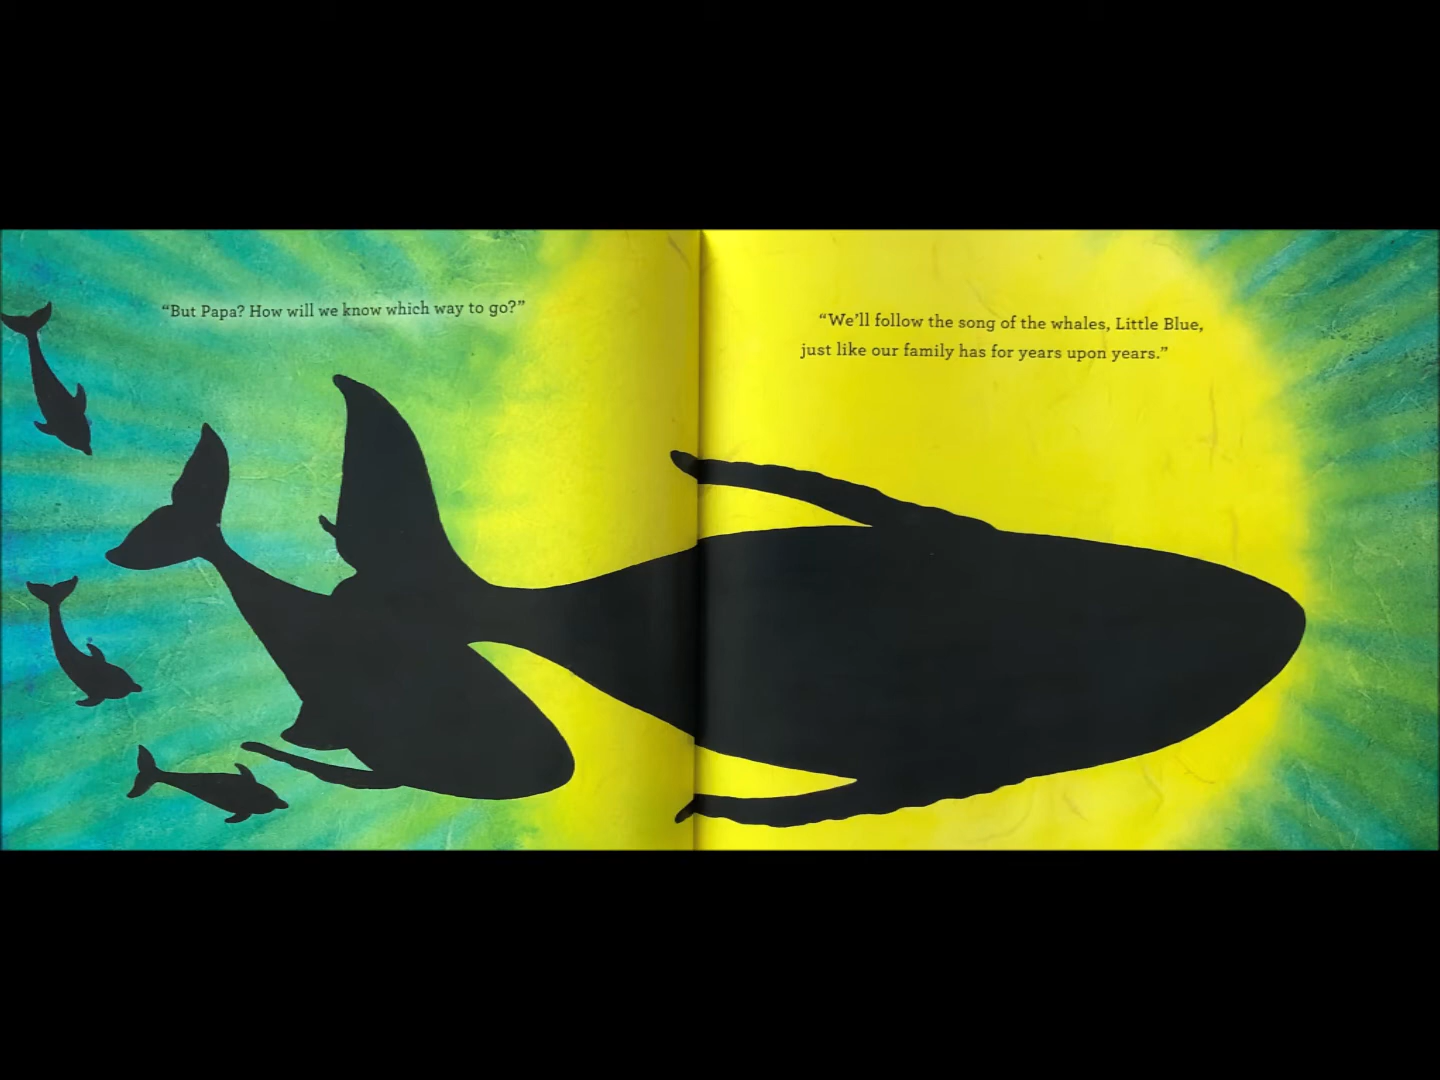 “But Papa? How will we know which way to go?”
“We’ll follow the song of the whales, Little Blue,
just like our family has for years upon years.”